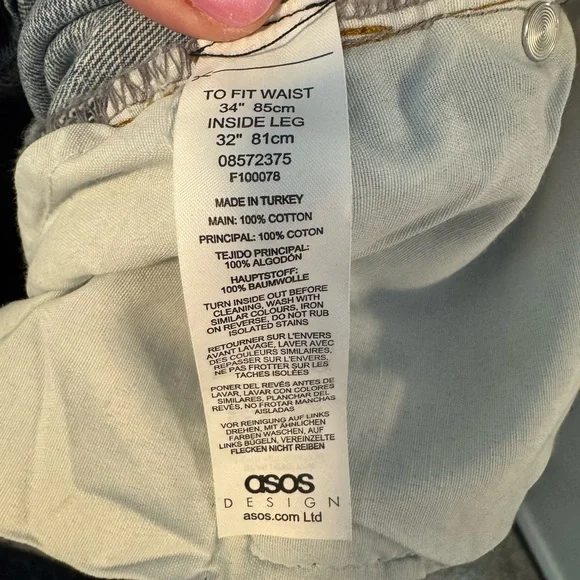 TO FIT WAIST
34" 85cm
INSIDE LEG
32" 81cm
08572375
F100078
MADE IN TURKEY
MAIN: 100% COTTON
PRINCIPAL: 100% COTON
TEJIDO PRINCIPAL:
100% ALGODÓN
HAUPTSTOFF:
100% BAUMWOLLE
TURN INSIDE OUT BEFORE
CLEANING, WASH WITH
SIMILAR COLOURS, IRON
ON REVERSE, DO NOT RUB
ISOLATED STAINS
RETOURNER SUR L'ENVERS
AVANT LAVAGE, LAVER AVEC
DES COULEURS SIMILAIRES,
REPASSER SUR L'ENVERS,
NE PAS FROTTER SUR LES
TACHES ISOLÉES
PONER DEL REVÉS ANTES DE
LAVAR, LAVAR CON COLORES
SIMILARES, PLANCHAR DEL
REVÉS, NO FROTAR MANCHAS
AISLADAS
VOR REINIGUNG AUF LINKS
DREHEN, MIT ÄHNLICHEN
FARBEN WASCHEN, AUF
LINKS BÜGELN, VEREINZELTE
FLECKEN NICHT REIBEN
asos
DESIGN
asos.com Ltd